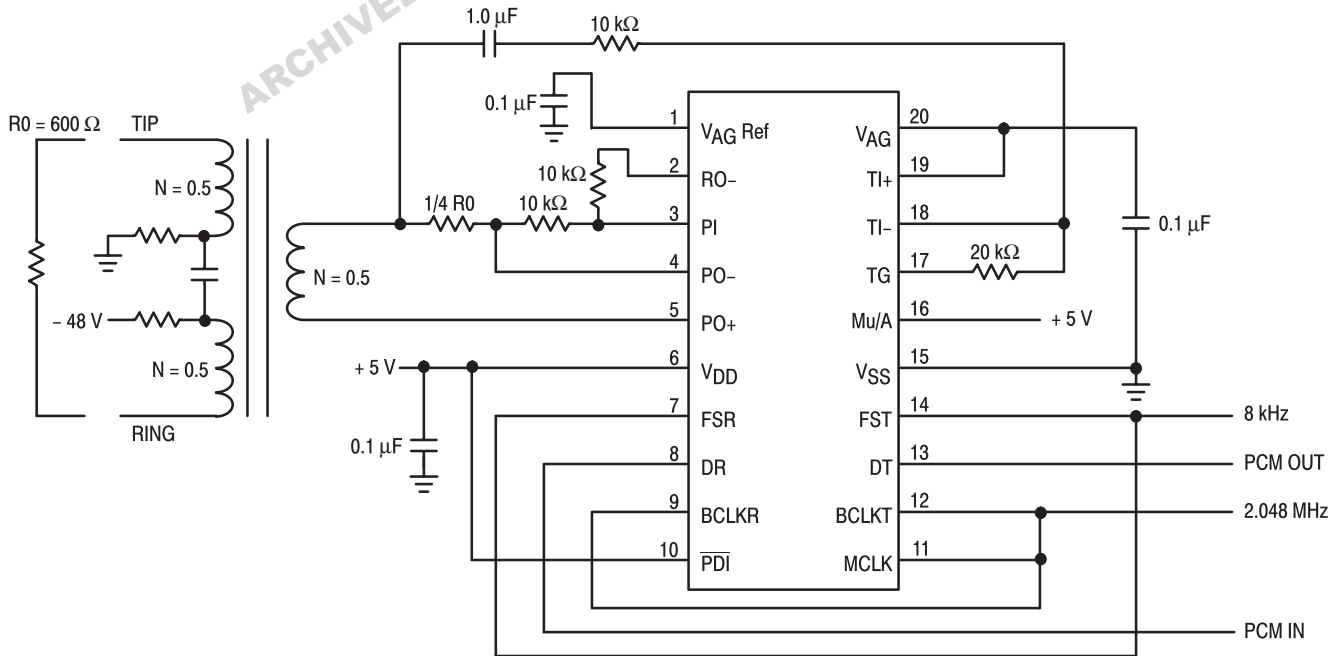 ARCHIVE
1.0 μF
10 kΩ
0.1 μF
R0 = 600 Ω
TIP
N = 0.5
– 48 V
N = 0.5
RING
N = 0.5
1/4 R0
10 kΩ
10 kΩ
+ 5 V
0.1 μF
1
VAG Ref
2
RO–
3
PI
4
PO–
5
PO+
6
VDD
7
FSR
8
DR
9
BCLKR
10
PDI
20
VAG
19
TI+
18
TI–
17
TG
16
Mu/A
15
VSS
14
FST
13
DT
12
BCLKT
11
MCLK
20 kΩ
0.1 μF
+ 5 V
8 kHz
PCM OUT
2.048 MHz
PCM IN